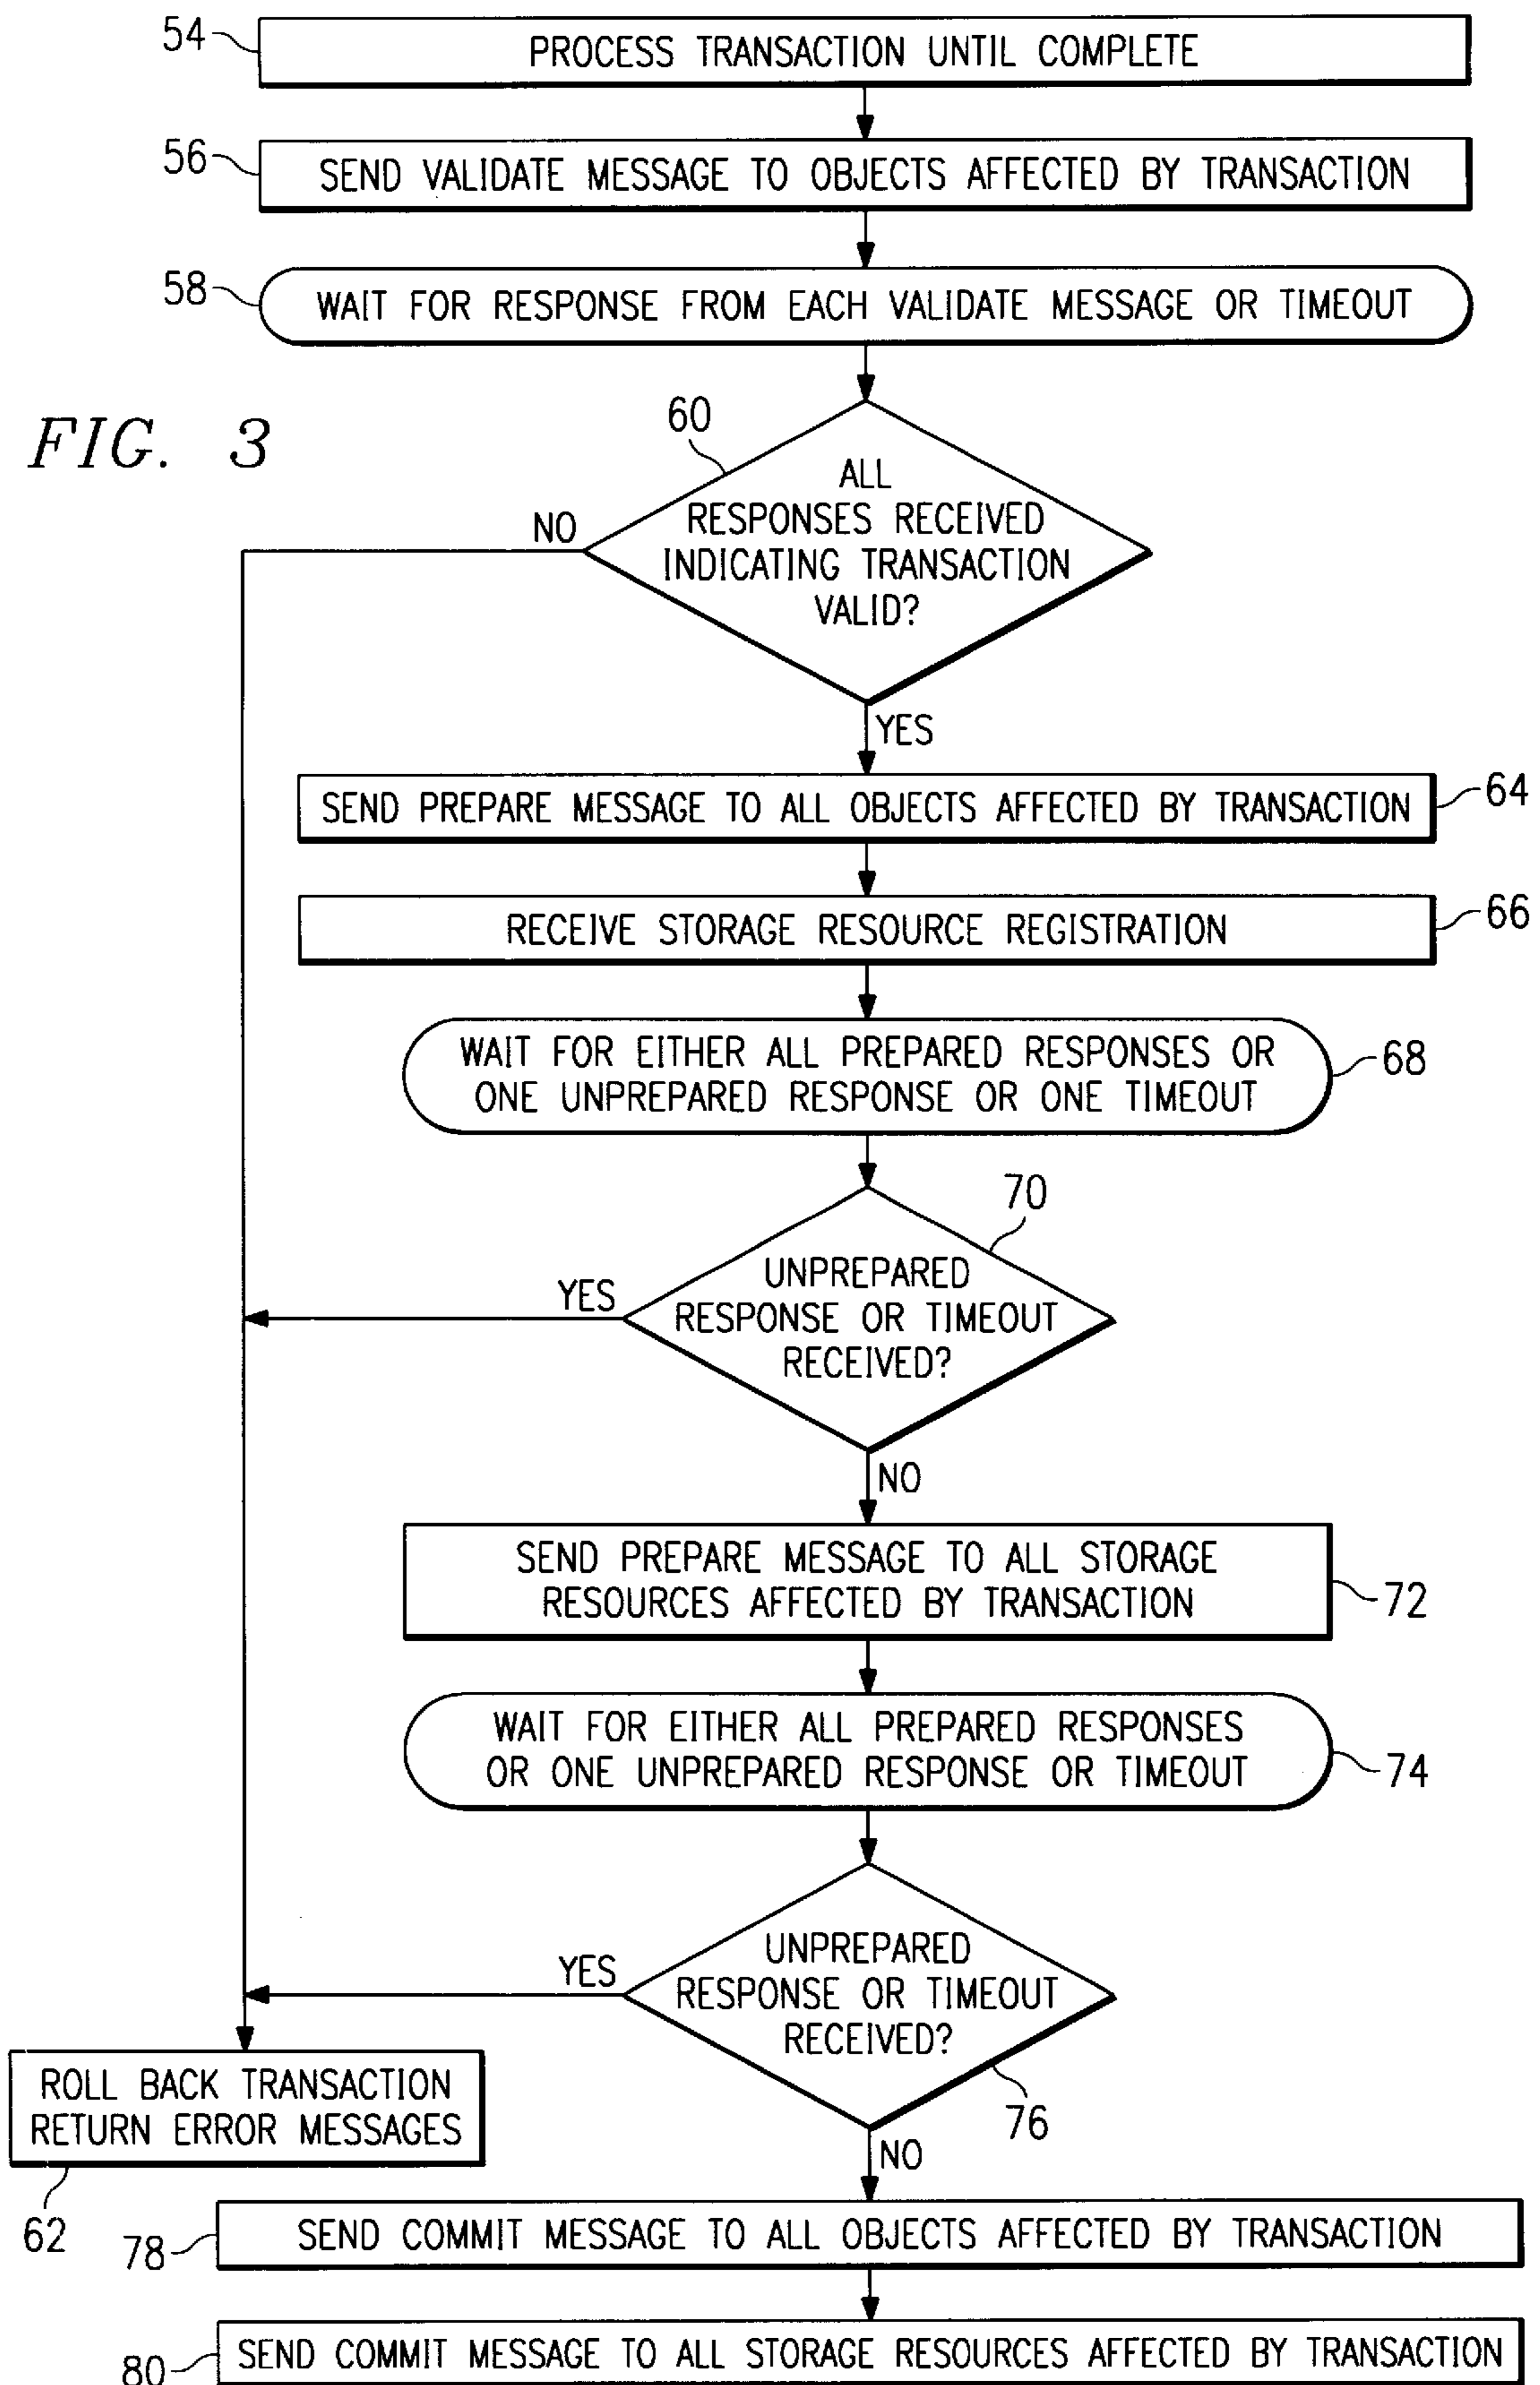 54
PROCESS TRANSACTION UNTIL COMPLETE
56
SEND VALIDATE MESSAGE TO OBJECTS AFFECTED BY TRANSACTION
58
WAIT FOR RESPONSE FROM EACH VALIDATE MESSAGE OR TIMEOUT
FIG. 3
60
ALL
RESPONSES RECEIVED
INDICATING TRANSACTION
VALID?
NO
YES
SEND PREPARE MESSAGE TO ALL OBJECTS AFFECTED BY TRANSACTION
64
RECEIVE STORAGE RESOURCE REGISTRATION
66
WAIT FOR EITHER ALL PREPARED RESPONSES OR
ONE UNPREPARED RESPONSE OR ONE TIMEOUT
68
70
UNPREPARED
RESPONSE OR TIMEOUT
RECEIVED?
YES
NO
SEND PREPARE MESSAGE TO ALL STORAGE
RESOURCES AFFECTED BY TRANSACTION
72
WAIT FOR EITHER ALL PREPARED RESPONSES
OR ONE UNPREPARED RESPONSE OR TIMEOUT
74
UNPREPARED
RESPONSE OR TIMEOUT
RECEIVED?
YES
76
NO
ROLL BACK TRANSACTION
RETURN ERROR MESSAGES
62
78
SEND COMMIT MESSAGE TO ALL OBJECTS AFFECTED BY TRANSACTION
80
SEND COMMIT MESSAGE TO ALL STORAGE RESOURCES AFFECTED BY TRANSACTION